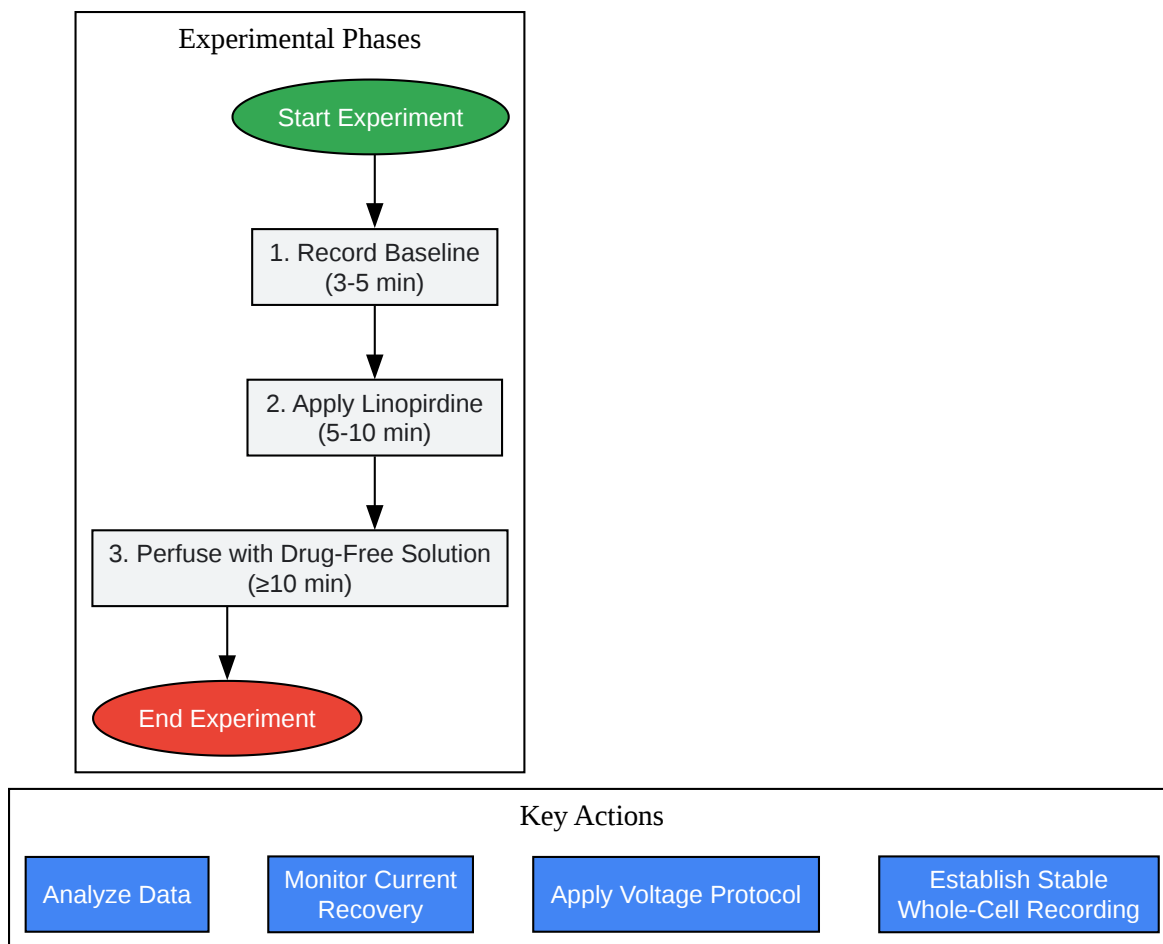 Experimental Phases
Start Experiment
1. Record Baseline
(3-5 min)
2. Apply Linopirdine
(5-10 min)
3. Perfuse with Drug-Free Solution
(≥10 min)
End Experiment
Key Actions
Analyze Data
Monitor Current
Recovery
Apply Voltage Protocol
Establish Stable
Whole-Cell Recording